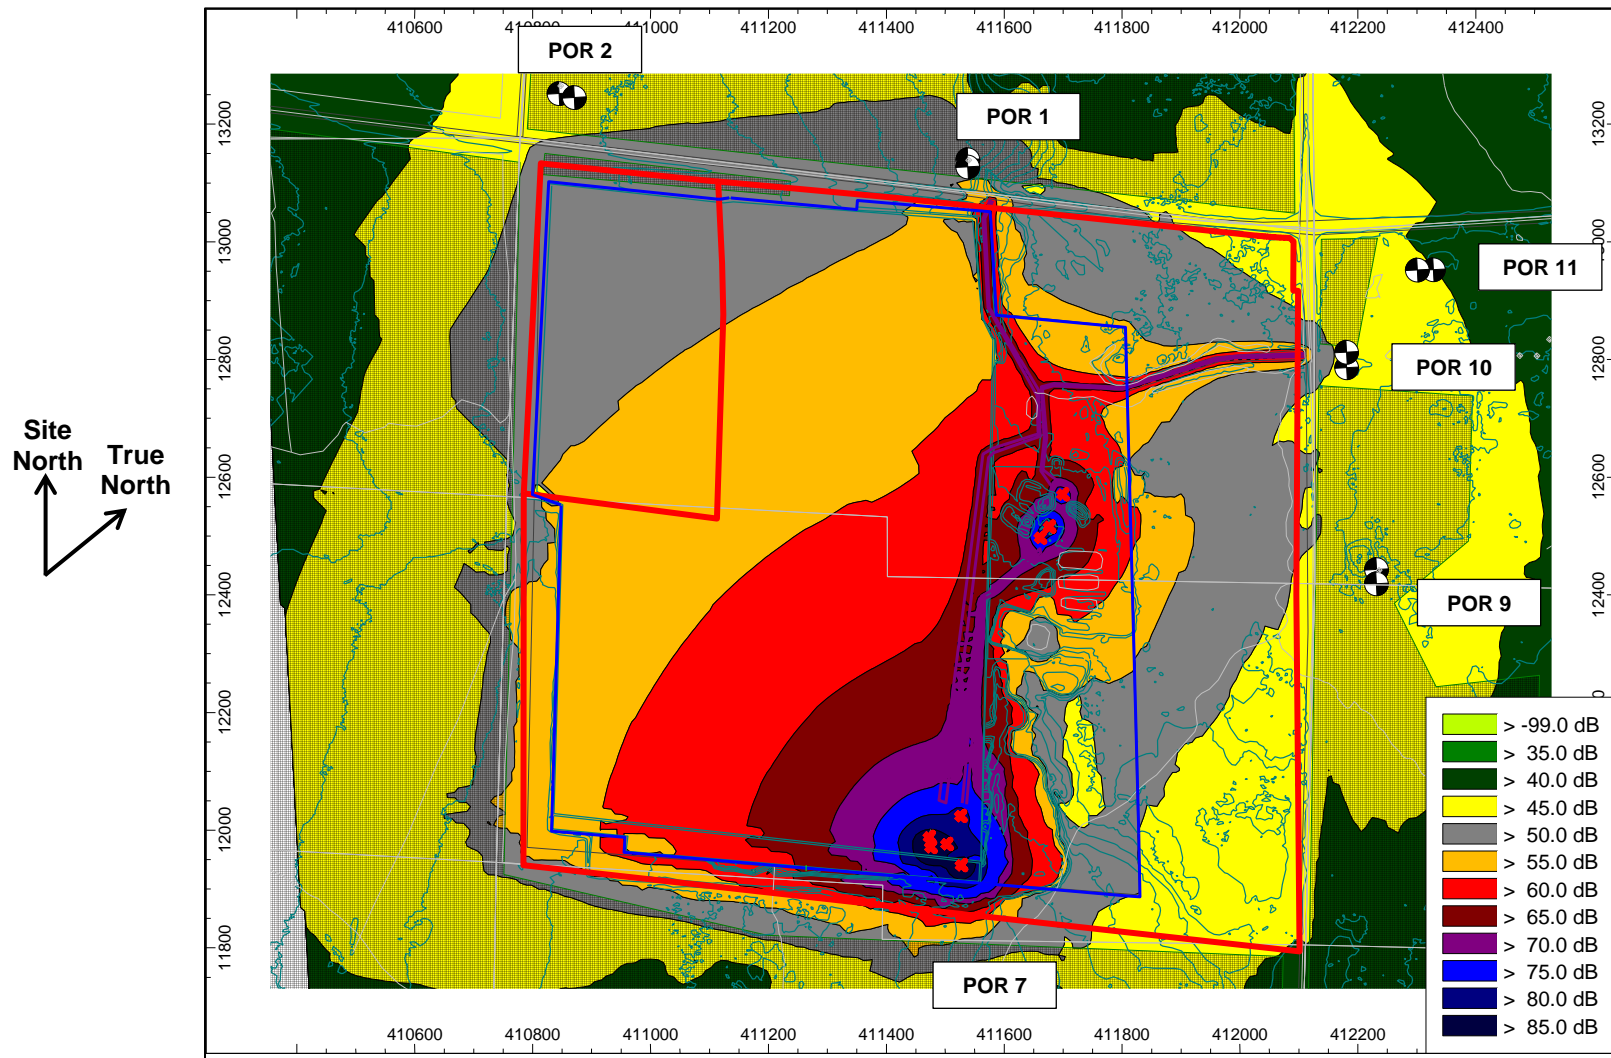 410600 410800 411000 411200 411400 411600 411800 412000 412200 412400
POR 2
POR 1
13200
13200
13000
POR 11
12800
12800
POR 10
Site
North
True
North
12600
12600
12400
12400
POR 9
12200
> -99.0 dB
> 35.0 dB
> 40.0 dB
> 45.0 dB
> 50.0 dB
> 55.0 dB
> 60.0 dB
> 65.0 dB
> 70.0 dB
> 75.0 dB
> 80.0 dB
> 85.0 dB
12000
11800
POR 7
410600 410800 411000 411200 411400 411600 411800 412000 412200